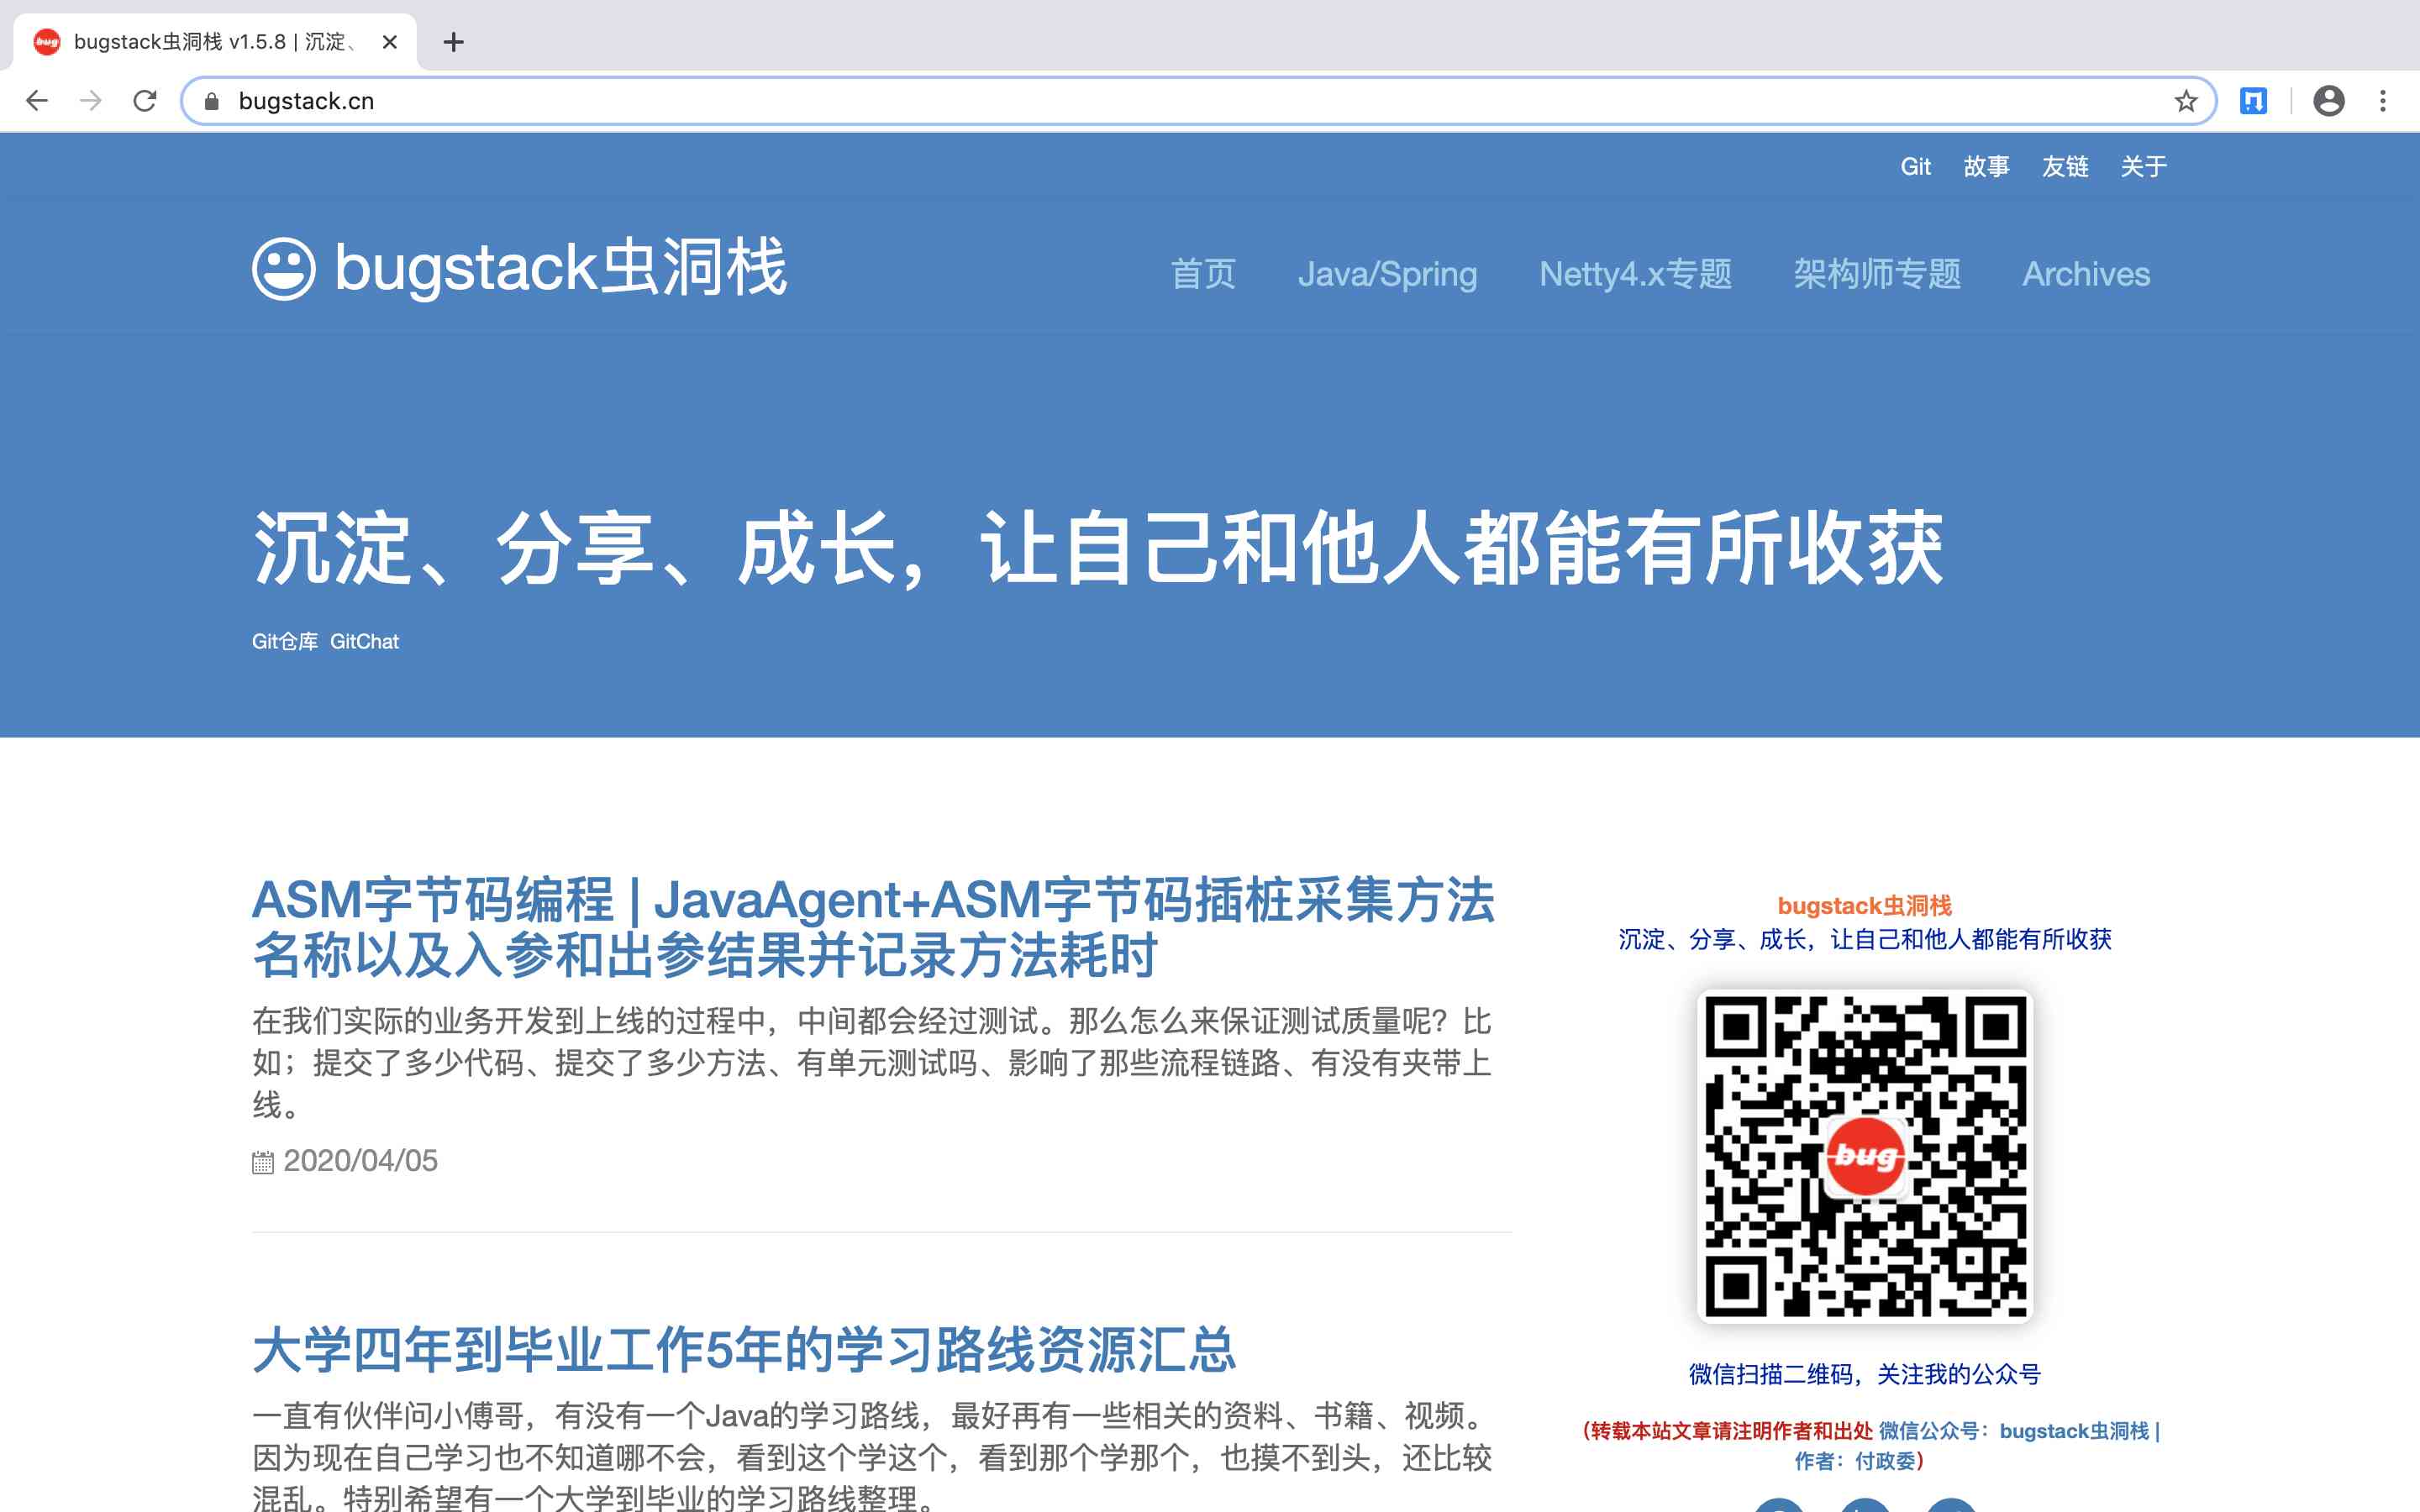 bug
bugstack虫洞栈 v1.5.8 | 沉淀、
bugstack.cn
Git 故事 友链 关于
bugstack虫洞栈
首页 Java/Spring Netty4.x专题 架构师专题 Archives
沉淀、分享、成长，让自己和他人都能有所收获
Git仓库 GitChat
ASM字节码编程 | JavaAgent+ASM字节码插桩采集方法
名称以及入参和出参结果并记录方法耗时
在我们实际的业务开发到上线的过程中，中间都会经过测试。那么怎么来保证测试质量呢？比
如；提交了多少代码、提交了多少方法、有单元测试吗、影响了那些流程链路、有没有夹带上
线。
2020/04/05
大学四年到毕业工作5年的学习路线资源汇总
一直有伙伴问小傅哥，有没有一个Java的学习路线，最好再有一些相关的资料、书籍、视频。
因为现在自己学习也不知道哪不会，看到这个学这个，看到那个学那个，也摸不到头，还比较
混乱。特别希望有一个大学到毕业的学习路线整理。
bugstack虫洞栈
沉淀、分享、成长，让自己和他人都能有所收获
bug
微信扫描二维码，关注我的公众号
（转载本站文章请注明作者和出处 微信公众号：bugstack虫洞栈 |
作者：付政委）